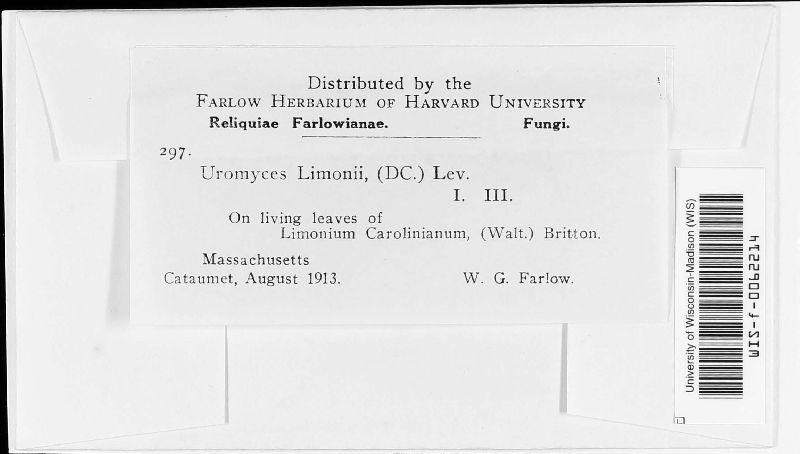 Distributed by the
Farlow Herbarium of Harvard University
Reliquiae Farlowianae. Fungi.
297.
Uromyces Limonii, (DC.) Lev.
I. III.
On living leaves of
Limonium Carolinianum, (Walt.) Britton.
Massachusetts
Cataumet, August 1913. W. G. Farlow.
University of Wisconsin-Madison (WIS)
WIS-f-0062214